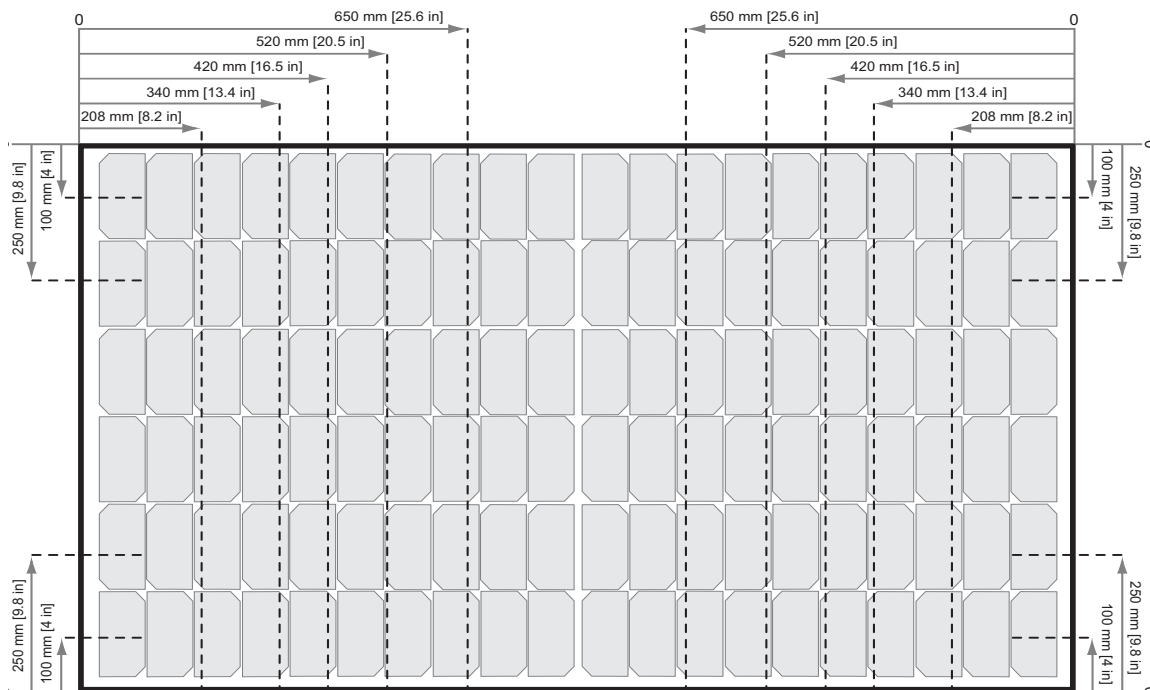 0
650 mm [25.6 in]
650 mm [25.6 in]
0
520 mm [20.5 in]
520 mm [20.5 in]
420 mm [16.5 in]
420 mm [16.5 in]
340 mm [13.4 in]
340 mm [13.4 in]
208 mm [8.2 in]
208 mm [8.2 in]
250 mm [9.8 in]
100 mm [4 in]
100 mm [4 in]
250 mm [9.8 in]
250 mm [9.8 in]
100 mm [4 in]
100 mm [4 in]
250 mm [9.8 in]